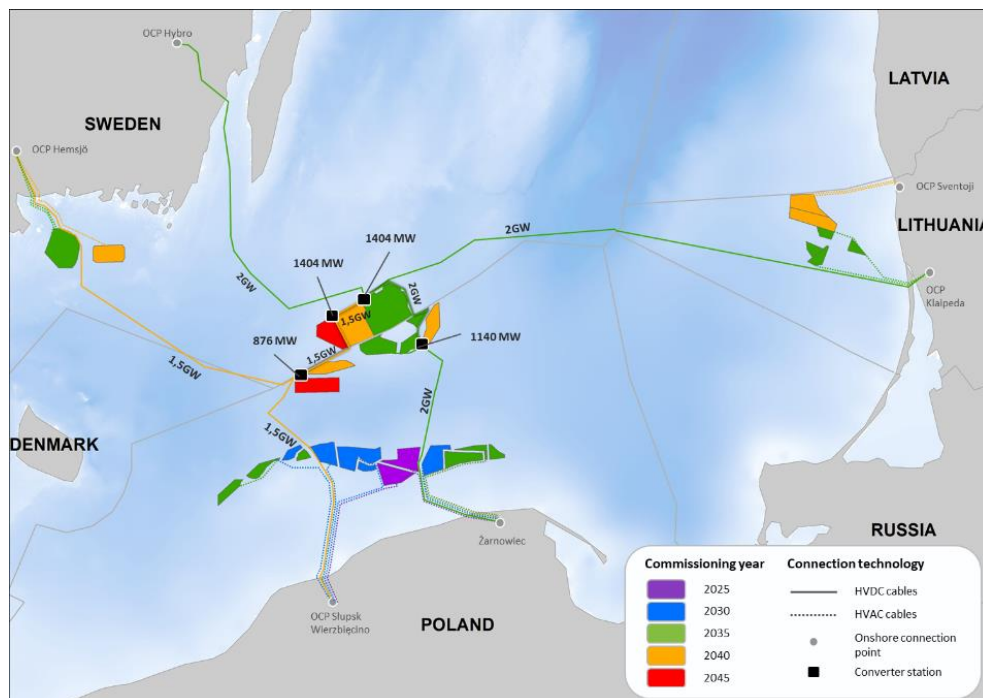 OCP Hybro
LATVIA
SWEDEN
OCP Hemsjö
OCP Sventoji
LITHUANIA
2GW
1404 MW
1404 MW
OCP
Klaipeda
2GW
2GW
1,5GW
876 MW
1,5GW
1140 MW
1,5GW
2GW
DENMARK
1,5GW
Żarnowiec
RUSSIA
OCP Słupsk
Wierzbięcino
POLAND
Commissioning year
2025
2030
2035
2040
2045
Connection technology
HVDC cables
HVAC cables
Onshore connection
point
Converter station